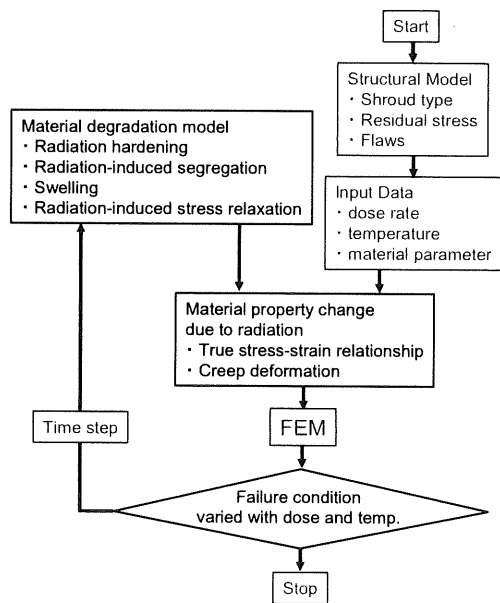 Start
Structural Model
・Shroud type
・Residual stress
・Flaws
Material degradation model
・Radiation hardening
・Radiation-induced segregation
・Swelling
・Radiation-induced stress relaxation
Input Data
・dose rate
・temperature
・material parameter
Material property change
due to radiation
・True stress-strain relationship
・Creep deformation
Time step
FEM
Failure condition
varied with dose and temp.
Stop